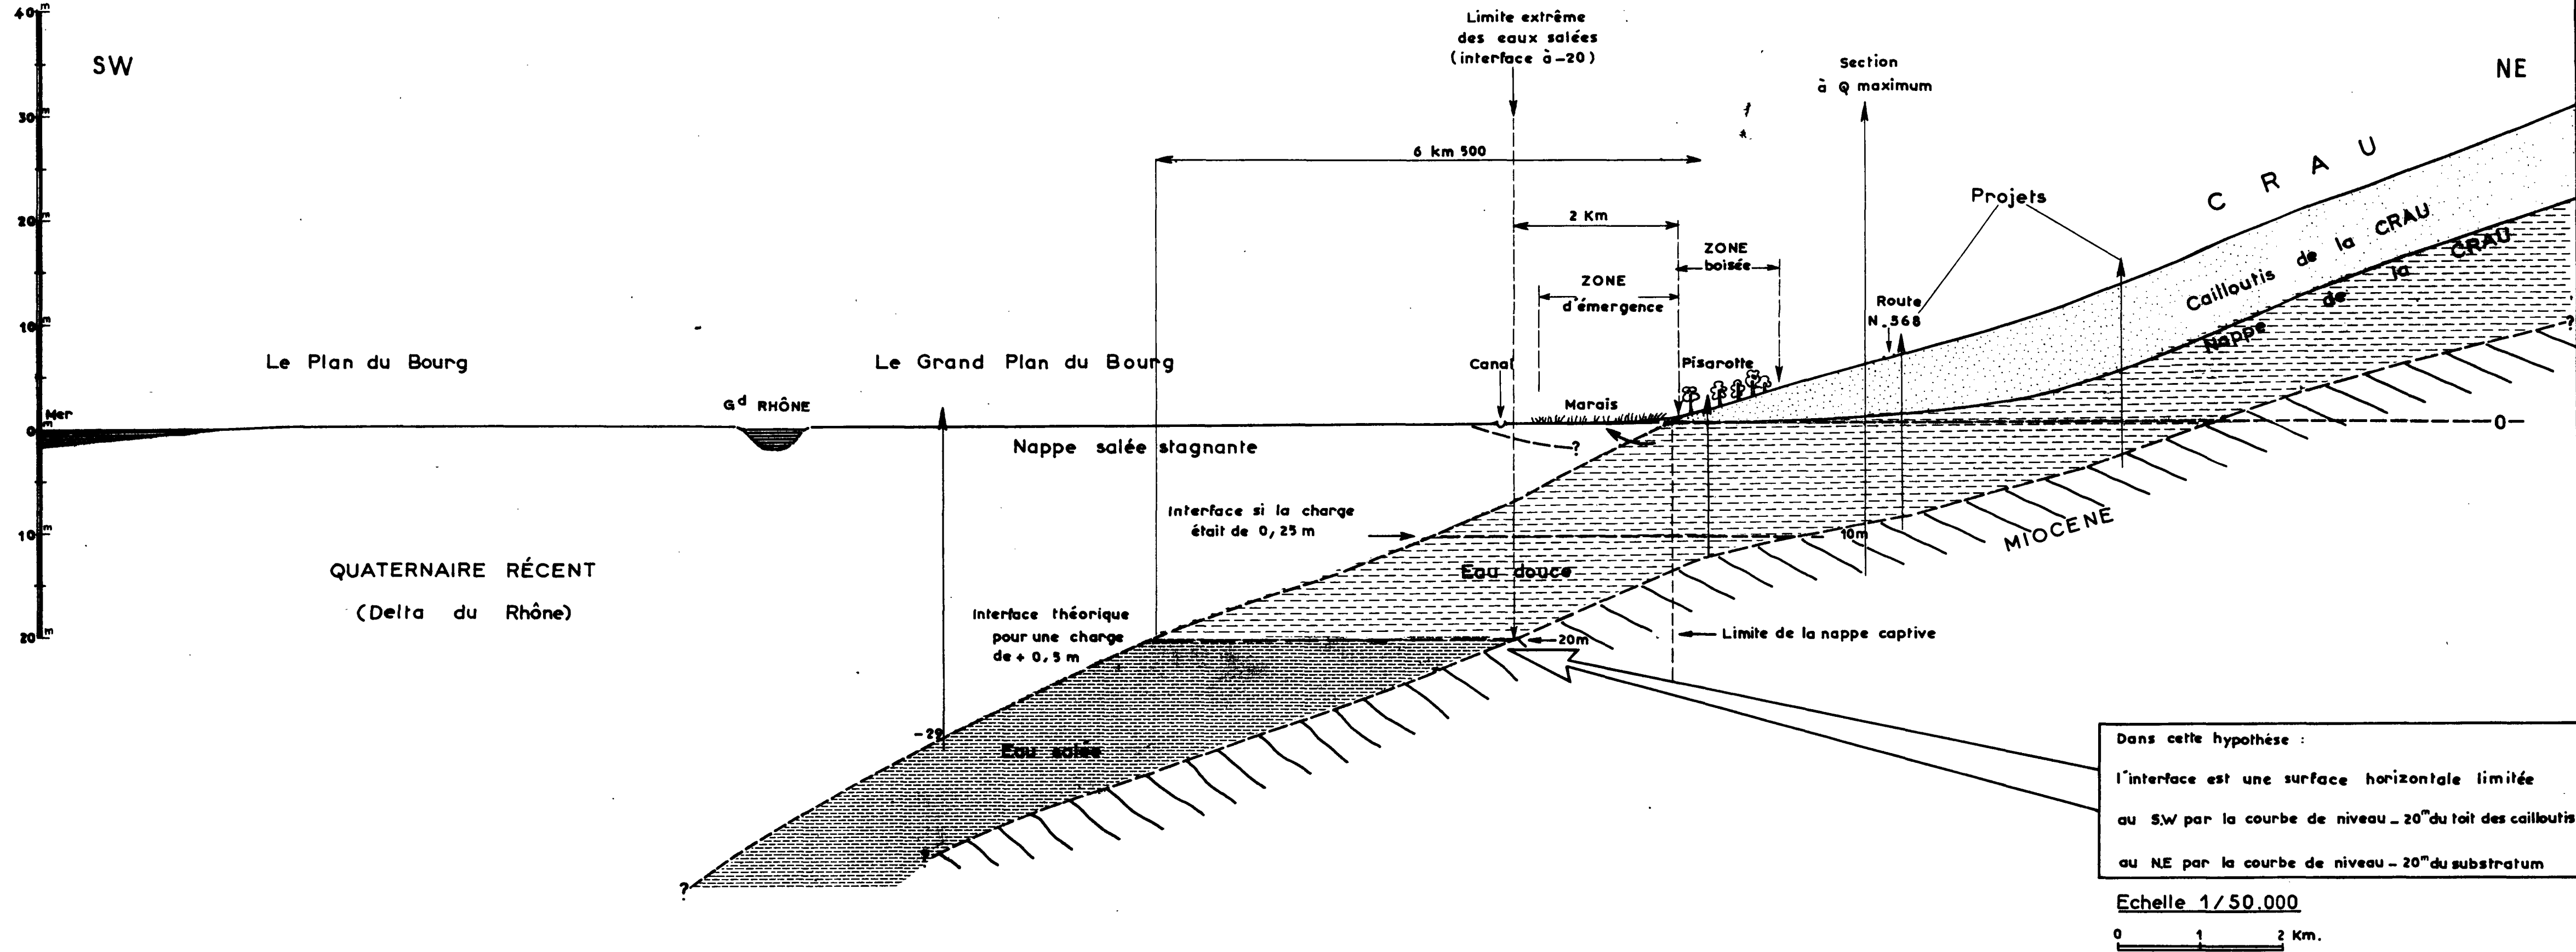 40m
30m
20m
10m
5
Mer
0
10m
20m
SW
NE
Limite extrême
des eaux salées
(interface à -20)
Section
à Q maximum
6 km 500
2 Km
ZONE
boisée
ZONE
d'émergence
Projets
Route
N. 568
C R A U
Cailloutis de la CRAU
Nappe de la CRAU
?
Le Plan du Bourg
Gd RHÔNE
Le Grand Plan du Bourg
Canal
Marais
Pisarotte
0
Nappe salée stagnante
?
Interface si la charge
était de 0,25 m
10m
MIOCENE
QUATERNAIRE RÉCENT
(Delta du Rhône)
Eau douce
Interface théorique
pour une charge
de + 0,5 m
20m
Limite de la nappe captive
-29
Eau salée
?
Dans cette hypothése :
l'interface est une surface horizontale limitée
au S.W par la courbe de niveau _ 20m du toit des cailloutis
au N.E par la courbe de niveau _ 20m du substratum
Echelle 1/50.000
0 1 2 Km.